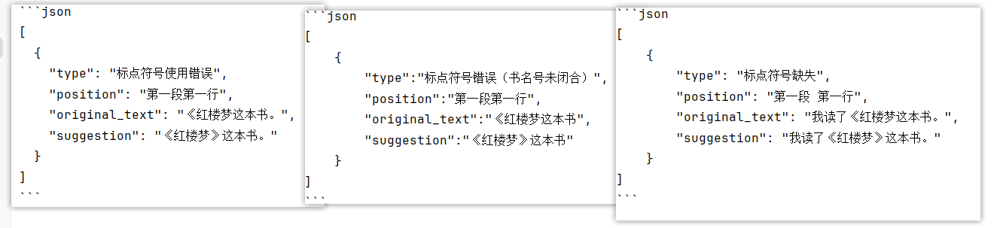 ```json
[
  {
    "type": "标点符号使用错误",
    "position": "第一段第一行",
    "original_text": "《红楼梦这本书。",
    "suggestion": "《红楼梦》这本书。"
  }
]
```
```json
[
    {
        "type":"标点符号错误（书名号未闭合）",
        "position":"第一段第一行",
        "original_text":"《红楼梦这本书",
        "suggestion":"《红楼梦》这本书"
    }
]
```
```json
[
    {
        "type": "标点符号缺失",
        "position": "第一段 第一行",
        "original_text": "我读了《红楼梦这本书。",
        "suggestion": "我读了《红楼梦》这本书。"
    }
]
```